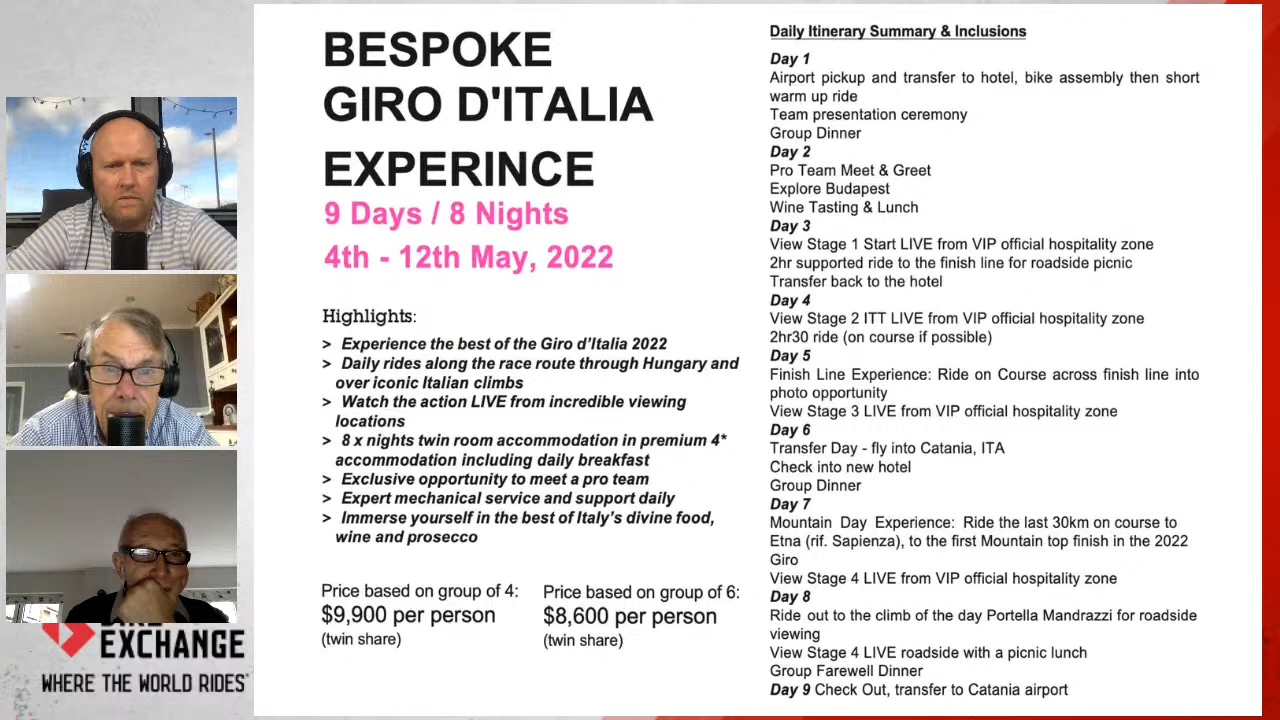 BESPOKE
GIRO D'ITALIA
EXPERINCE
9 Days / 8 Nights
4th - 12th May, 2022
Highlights:
> Experience the best of the Giro d'Italia 2022
> Daily rides along the race route through Hungary and
over iconic Italian climbs
> Watch the action LIVE from incredible viewing
locations
> 8 x nights twin room accommodation in premium 4*
accommodation including daily breakfast
> Exclusive opportunity to meet a pro team
> Expert mechanical service and support daily
> Immerse yourself in the best of Italy's divine food,
wine and prosecco
Price based on group of 4:
$9,900 per person
(twin share)
Price based on group of 6:
$8,600 per person
(twin share)
Daily Itinerary Summary & Inclusions
Day 1
Airport pickup and transfer to hotel, bike assembly then short
warm up ride
Team presentation ceremony
Group Dinner
Day 2
Pro Team Meet & Greet
Explore Budapest
Wine Tasting & Lunch
Day 3
View Stage 1 Start LIVE from VIP official hospitality zone
2hr supported ride to the finish line for roadside picnic
Transfer back to the hotel
Day 4
View Stage 2 ITT LIVE from VIP official hospitality zone
2hr30 ride (on course if possible)
Day 5
Finish Line Experience: Ride on Course across finish line into
photo opportunity
View Stage 3 LIVE from VIP official hospitality zone
Day 6
Transfer Day - fly into Catania, ITA
Check into new hotel
Group Dinner
Day 7
Mountain Day Experience: Ride the last 30km on course to
Etna (rif. Sapienza), to the first Mountain top finish in the 2022
Giro
View Stage 4 LIVE from VIP official hospitality zone
Day 8
Ride out to the climb of the day Portella Mandrazzi for roadside
viewing
View Stage 4 LIVE roadside with a picnic lunch
Group Farewell Dinner
Day 9 Check Out, transfer to Catania airport
EXCHANGE
WHERE THE WORLD RIDES